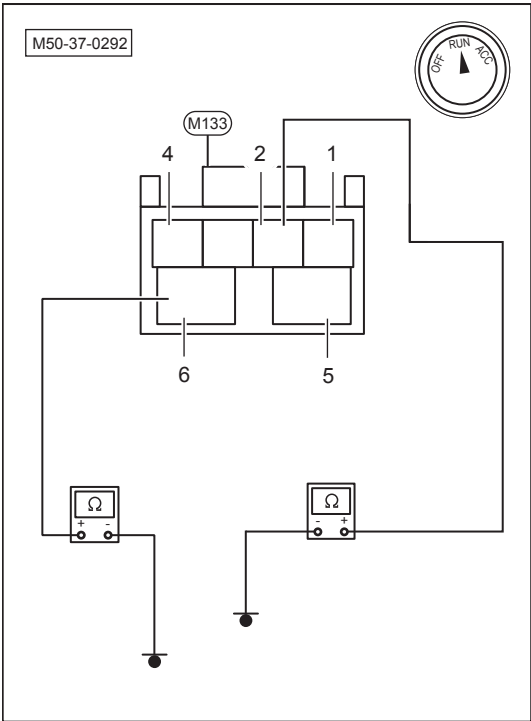 M50-37-0292
OFF RUN ACC
M133
4 2 1
6 5
Ω Ω
+ - - +